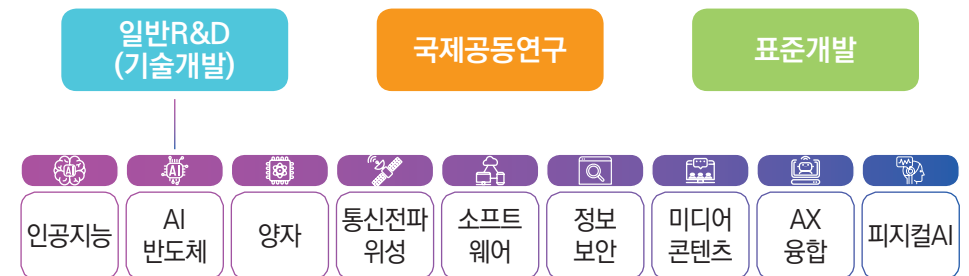 일반R&D
(기술개발)
국제공동연구
표준개발
AI
AI
인공지능
AI
반도체
양자
통신전파
위성
소프트
웨어
정보
보안
미디어
콘텐츠
AX
융합
피지컬AI